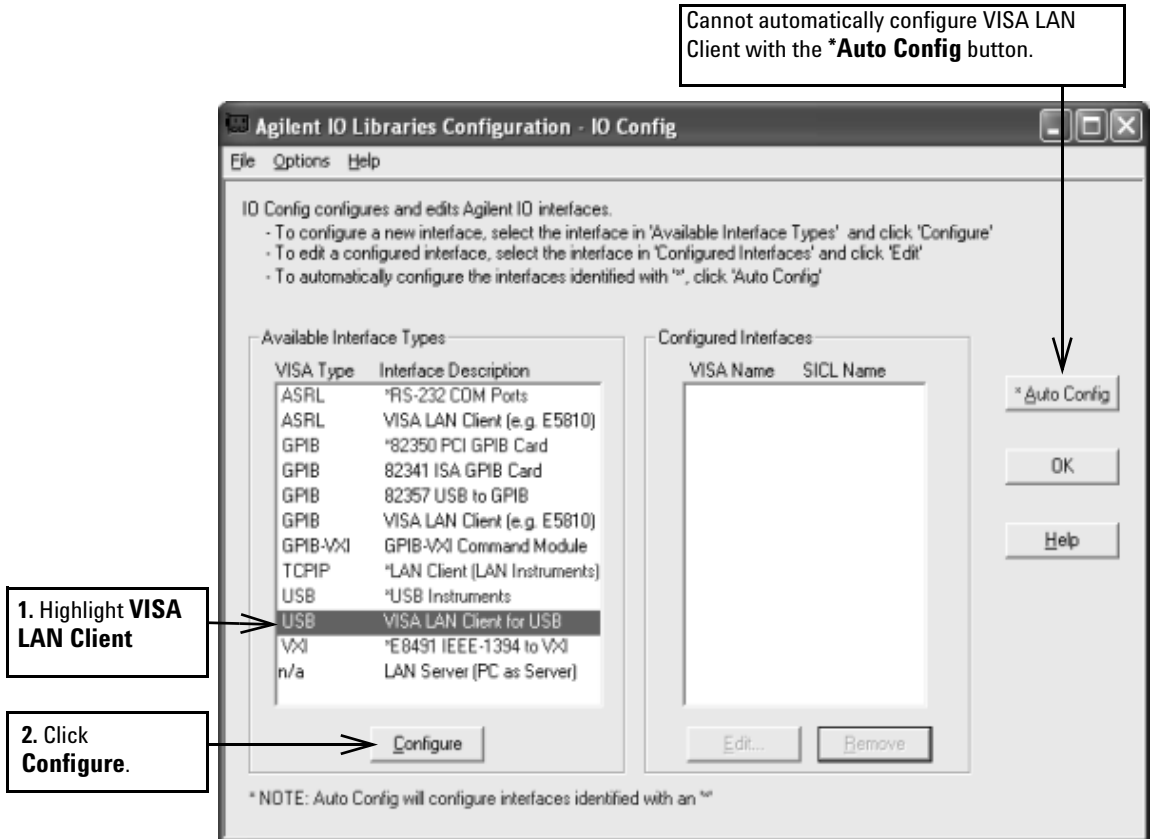 Cannot automatically configure VISA LAN
Client with the *Auto Config button.
Agilent IO Libraries Configuration - IO Config
File Options Help
IO Config configures and edits Agilent IO interfaces.
- To configure a new interface, select the interface in 'Available Interface Types' and click 'Configure'
- To edit a configured interface, select the interface in 'Configured Interfaces' and click 'Edit'
- To automatically configure the interfaces identified with '*', click 'Auto Config'
Available Interface Types
VISA Type Interface Description
ASRL *RS-232 COM Ports
ASRL VISA LAN Client (e.g. E5810)
GPIB *82350 PCI GPIB Card
GPIB 82341 ISA GPIB Card
GPIB 82357 USB to GPIB
GPIB VISA LAN Client (e.g. E5810)
GPIB-VXI GPIB-VXI Command Module
TCPIP *LAN Client (LAN Instruments)
USB *USB Instruments
USB VISA LAN Client for USB
VXI *E8491 IEEE-1394 to VXI
n/a LAN Server (PC as Server)
Configure
Configured Interfaces
VISA Name SICL Name
Edit... Remove
* Auto Config
OK
Help
1. Highlight VISA
LAN Client
2. Click
Configure.
* NOTE: Auto Config will configure interfaces identified with an '*'